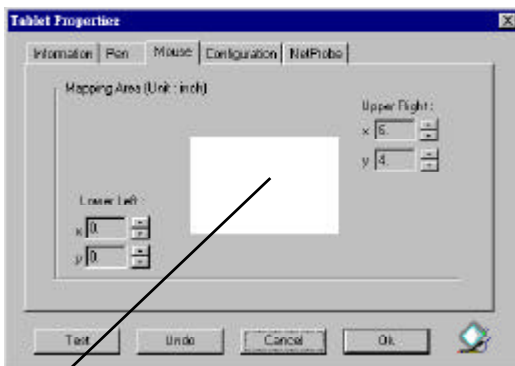 Tablet Properties
Information Pen Mouse Configuration NetProbe
Mapping Area (Unit : inch)
Upper Right :
x 6.
y 4.
Lower Left :
x 0.
y 0.
Test Undo Cancel Ok